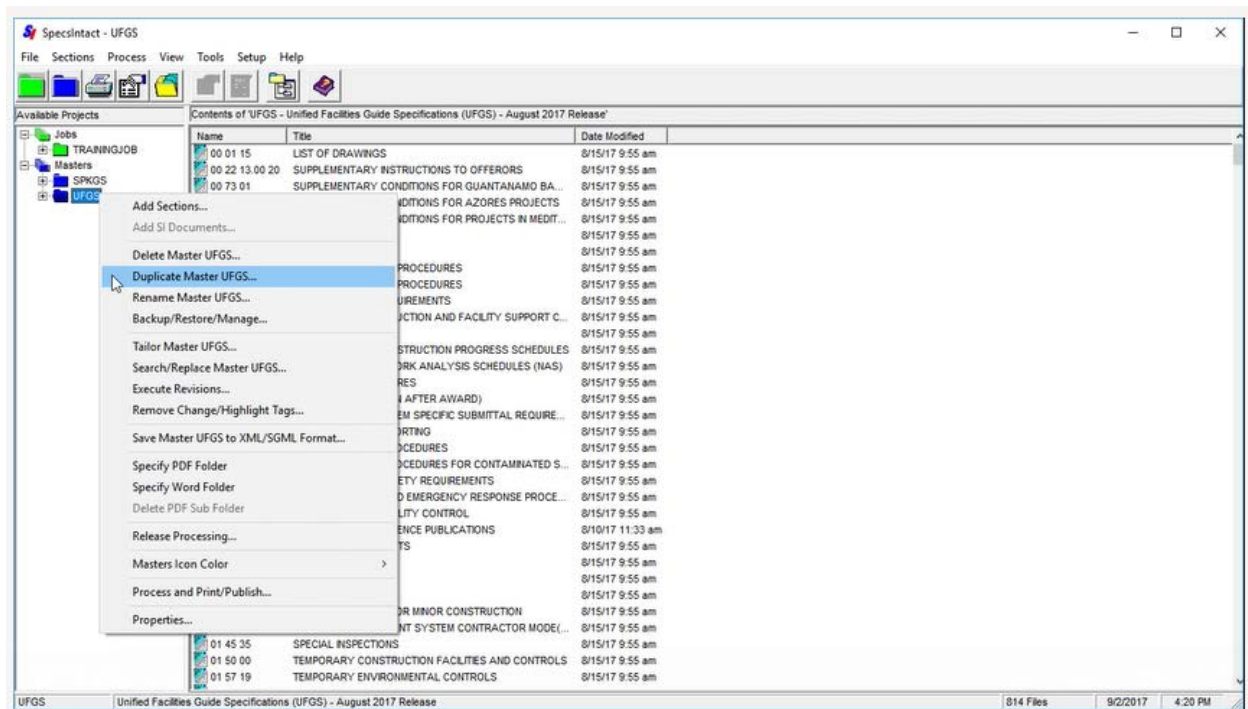 SpecsIntact - UFGS
File Sections Process View Tools Setup Help
Available Projects
Contents of 'UFGS - Unified Facilities Guide Specifications (UFGS) - August 2017 Release'
Jobs
TRAININGJOB
Masters
SPKGS
UFGS
Name Title Date Modified
00 01 15 LIST OF DRAWINGS 8/15/17 9:55 am
00 22 13.00 20 SUPPLEMENTARY INSTRUCTIONS TO OFFERORS 8/15/17 9:55 am
00 73 01 SUPPLEMENTARY CONDITIONS FOR GUANTANAMO BA... 8/15/17 9:55 am
NDITIONS FOR AZORES PROJECTS 8/15/17 9:55 am
NDITIONS FOR PROJECTS IN MEDIT... 8/15/17 9:55 am
8/15/17 9:55 am
8/15/17 9:55 am
PROCEDURES 8/15/17 9:55 am
PROCEDURES 8/15/17 9:55 am
UIREMENTS 8/15/17 9:55 am
UCTION AND FACILITY SUPPORT C... 8/15/17 9:55 am
8/15/17 9:55 am
STRUCTION PROGRESS SCHEDULES 8/15/17 9:55 am
ORK ANALYSIS SCHEDULES (NAS) 8/15/17 9:55 am
RES 8/15/17 9:55 am
N AFTER AWARD) 8/15/17 9:55 am
EM SPECIFIC SUBMITTAL REQUIRE... 8/15/17 9:55 am
ORTING 8/15/17 9:55 am
OCEDURES 8/15/17 9:55 am
OCEDURES FOR CONTAMINATED S... 8/15/17 9:55 am
ETY REQUIREMENTS 8/15/17 9:55 am
D EMERGENCY RESPONSE PROCE... 8/15/17 9:55 am
LITY CONTROL 8/15/17 9:55 am
ENCE PUBLICATIONS 8/10/17 11:33 am
TS 8/15/17 9:55 am
8/15/17 9:55 am
8/15/17 9:55 am
8/15/17 9:55 am
OR MINOR CONSTRUCTION 8/15/17 9:55 am
NT SYSTEM CONTRACTOR MODE(... 8/15/17 9:55 am
01 45 35 SPECIAL INSPECTIONS 8/15/17 9:55 am
01 50 00 TEMPORARY CONSTRUCTION FACILITIES AND CONTROLS 8/15/17 9:55 am
01 57 19 TEMPORARY ENVIRONMENTAL CONTROLS 8/15/17 9:55 am
Add Sections...
Add SI Documents...
Delete Master UFGS...
Duplicate Master UFGS...
Rename Master UFGS...
Backup/Restore/Manage...
Tailor Master UFGS...
Search/Replace Master UFGS...
Execute Revisions...
Remove Change/Highlight Tags...
Save Master UFGS to XML/SGML Format...
Specify PDF Folder
Specify Word Folder
Delete PDF Sub Folder
Release Processing...
Masters Icon Color
Process and Print/Publish...
Properties...
UFGS Unified Facilities Guide Specifications (UFGS) - August 2017 Release 814 Files 9/2/2017 4:20 PM